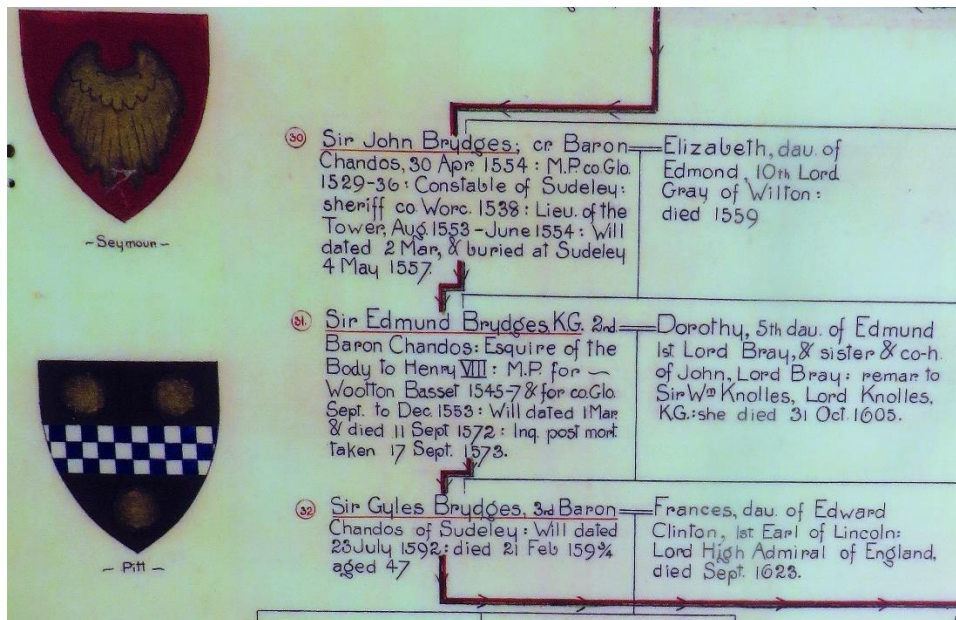 ~Seymour~
30 Sir John Brydges; cr. Baron
Chandos, 30 Apr. 1554: M.P. co. Glo.
1529-36: Constable of Sudeley:
sheriff co. Worc. 1538: Lieu. of the
Tower, Aug. 1553-June 1554: Will
dated 2 Mar, & buried at Sudeley
4 May 1557.
Elizabeth, dau. of
Edmond, 10th Lord
Gray of Wilton:
died 1559
31. Sir Edmund Brydges, KG. 2nd
Baron Chandos: Esquire of the
Body to Henry VIII: M.P. for ~
Wootton Basset 1545-7 & for co. Glo.
Sept. to Dec. 1553: Will dated 1 Mar
& died 11 Sept 1572: Inq. post mort.
taken 17 Sept. 1573.
Dorothy, 5th dau. of Edmund
1st Lord Bray, & sister & co-h.
of John, Lord Bray: remar. to
Sir Wm Knolles, Lord Knolles,
KG.: she died 31 Oct. 1605.
~ Pitt ~
32 Sir Gyles Brydges, 3rd Baron
Chandos of Sudeley: Will dated
23 July 1592: died 21 Feb 159¾
aged 47
Frances, dau. of Edward
Clinton, 1st Earl of Lincoln:
Lord High Admiral of England,
died Sept. 1623.